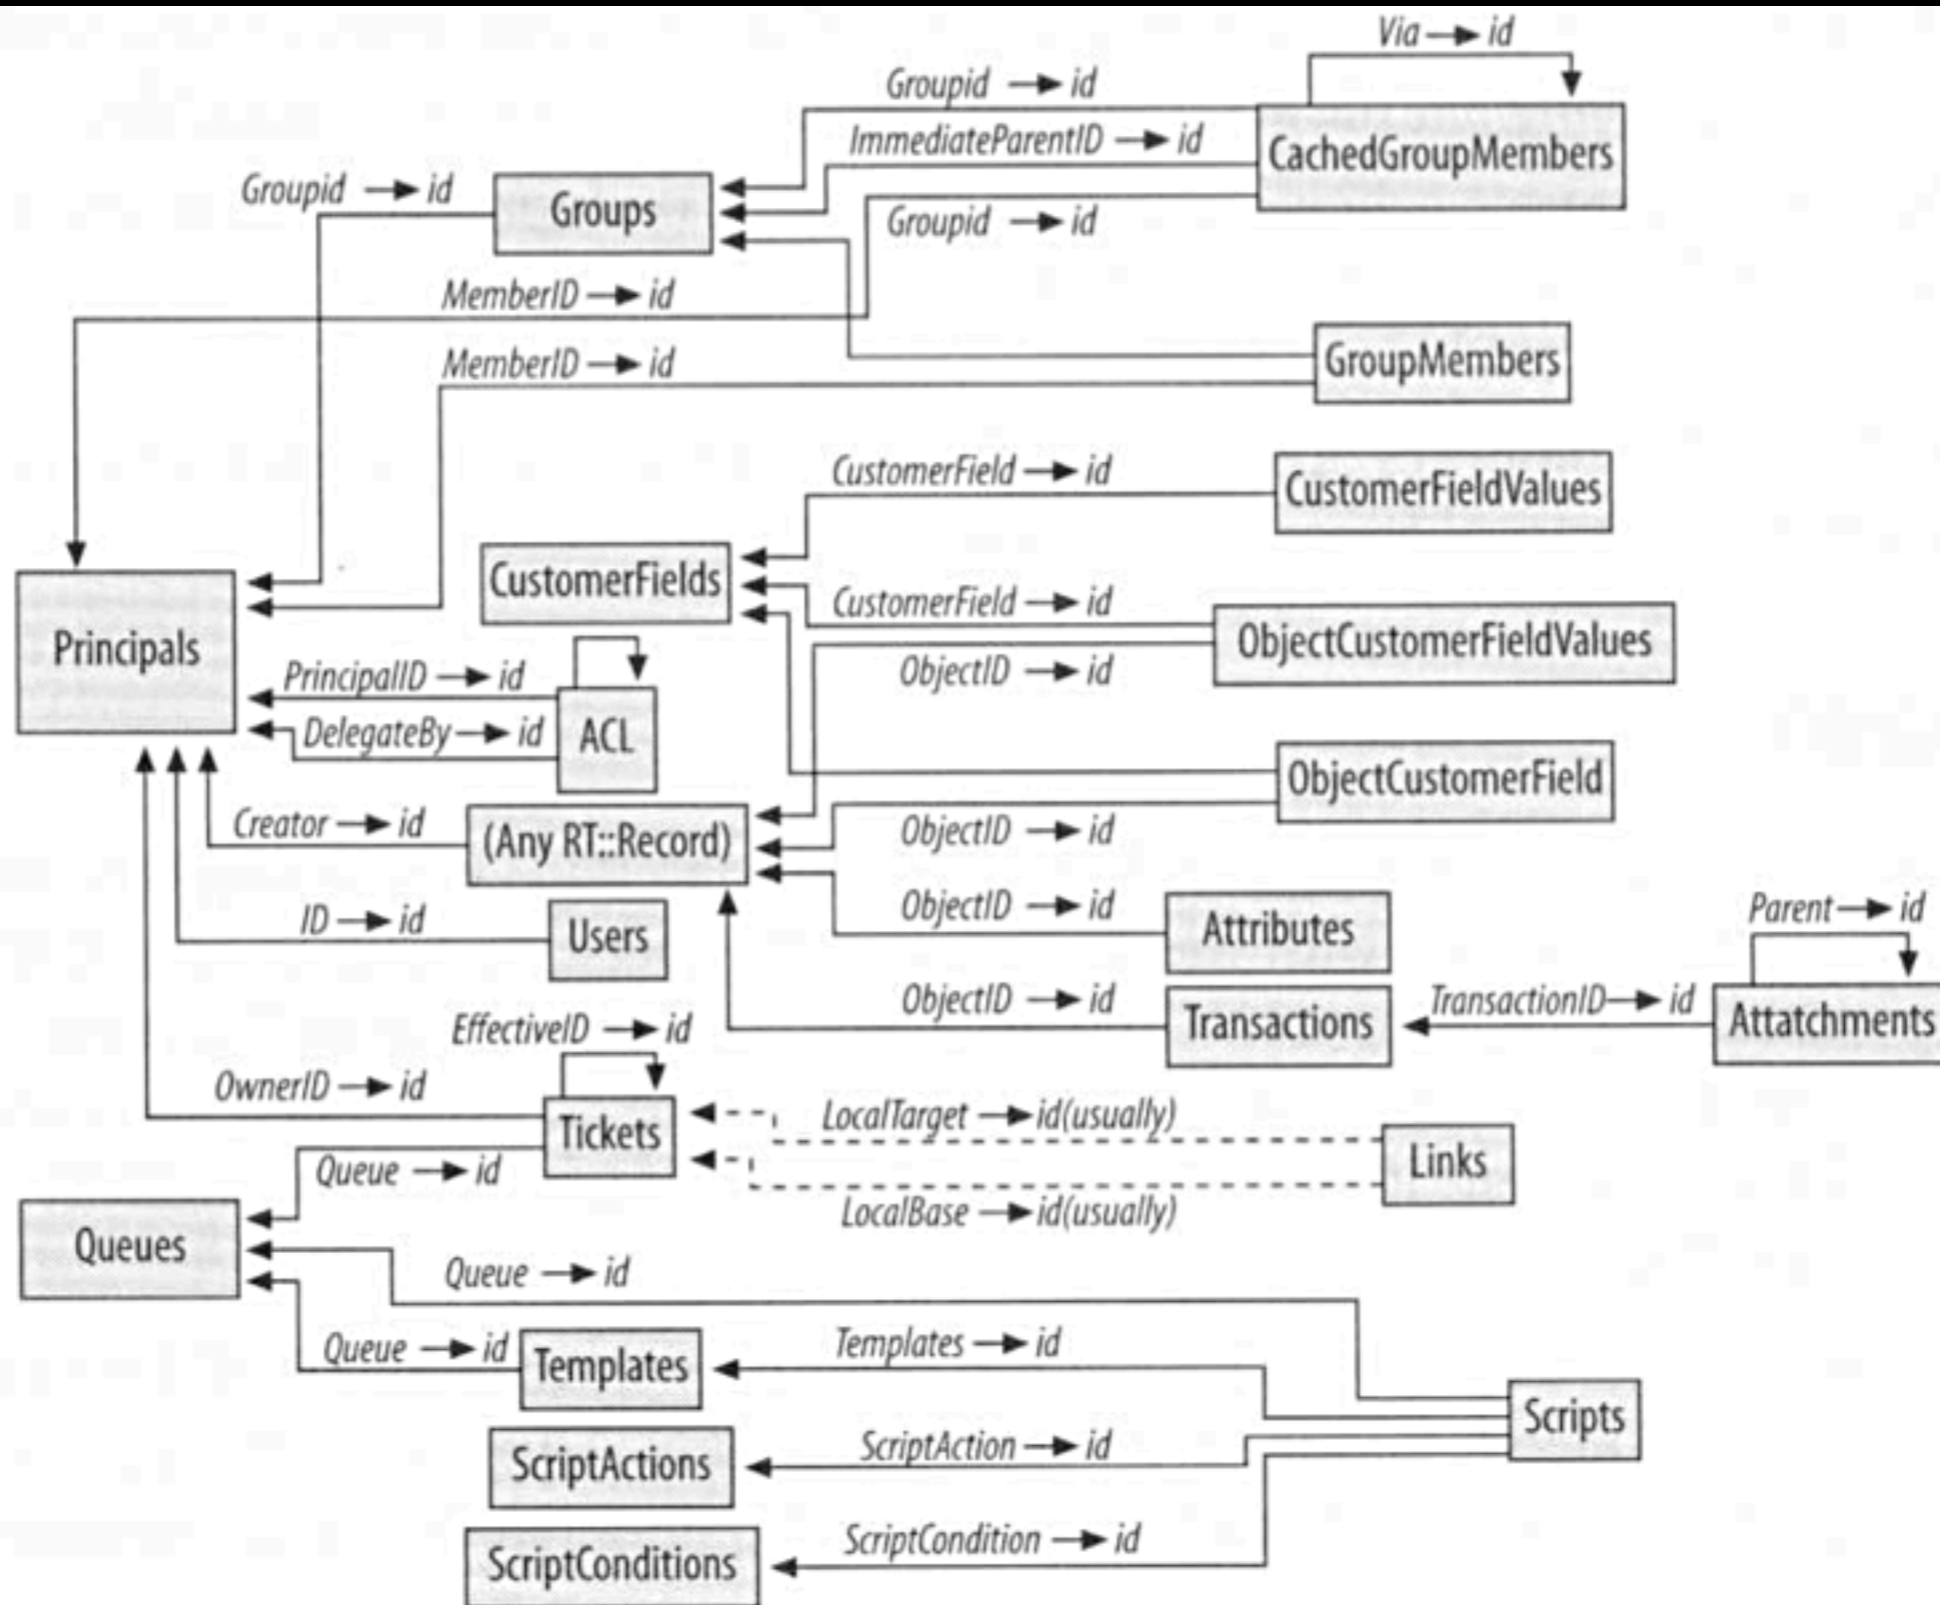 Via → id
Groupid → id
CachedGroupMembers
ImmediateParentID → id
Groupid → id
Groups
Groupid → id
MemberID → id
GroupMembers
MemberID → id
CustomerField → id
CustomerFieldValues
CustomerFields
CustomerField → id
ObjectCustomerFieldValues
Principals
ObjectID → id
PrincipalID → id
ACL
DelegateBy → id
ObjectCustomerField
Creator → id
(Any RT::Record)
ObjectID → id
ObjectID → id
Attributes
Parent → id
ID → id
Users
ObjectID → id
Transactions
TransactionID → id
Attatchments
EffectiveID → id
OwnerID → id
Tickets
LocalTarget → id(usually)
Links
Queue → id
LocalBase → id(usually)
Queues
Queue → id
Queue → id
Templates
Templates → id
Scripts
ScriptActions
ScriptAction → id
ScriptConditions
ScriptCondition → id